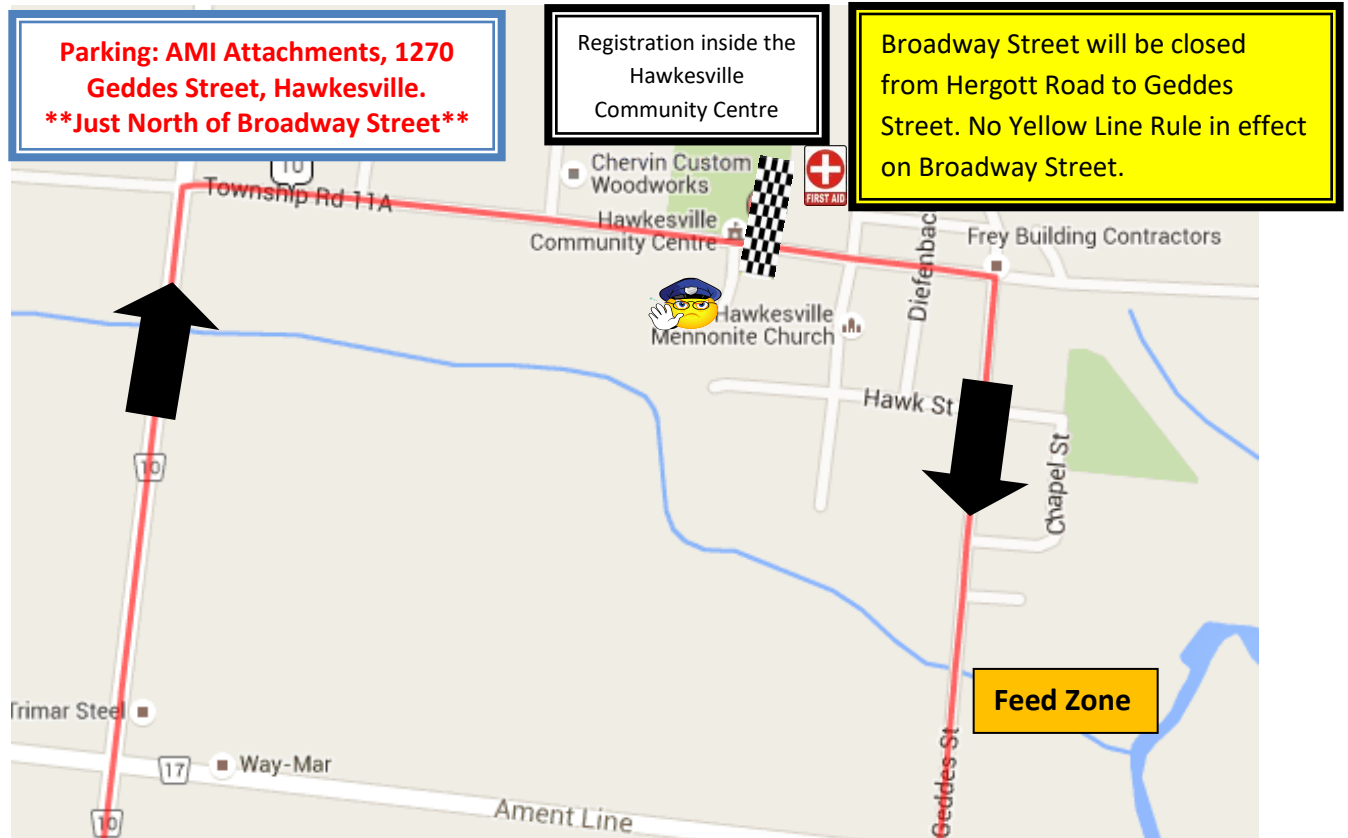 Parking: AMI Attachments, 1270
Geddes Street, Hawkesville.
**Just North of Broadway Street**
Registration inside the
Hawkesville
Community Centre
Broadway Street will be closed
from Hergott Road to Geddes
Street. No Yellow Line Rule in effect
on Broadway Street.
10
Township Rd 11A
Chervin Custom
Woodworks
FIRST AID
Hawkesville
Community Centre
Diefenbac
Frey Building Contractors
Hawkesville
Mennonite Church
Hawk St
Chapel St
10
Feed Zone
Trimar Steel
17
Way-Mar
Ament Line
Geddes St
10